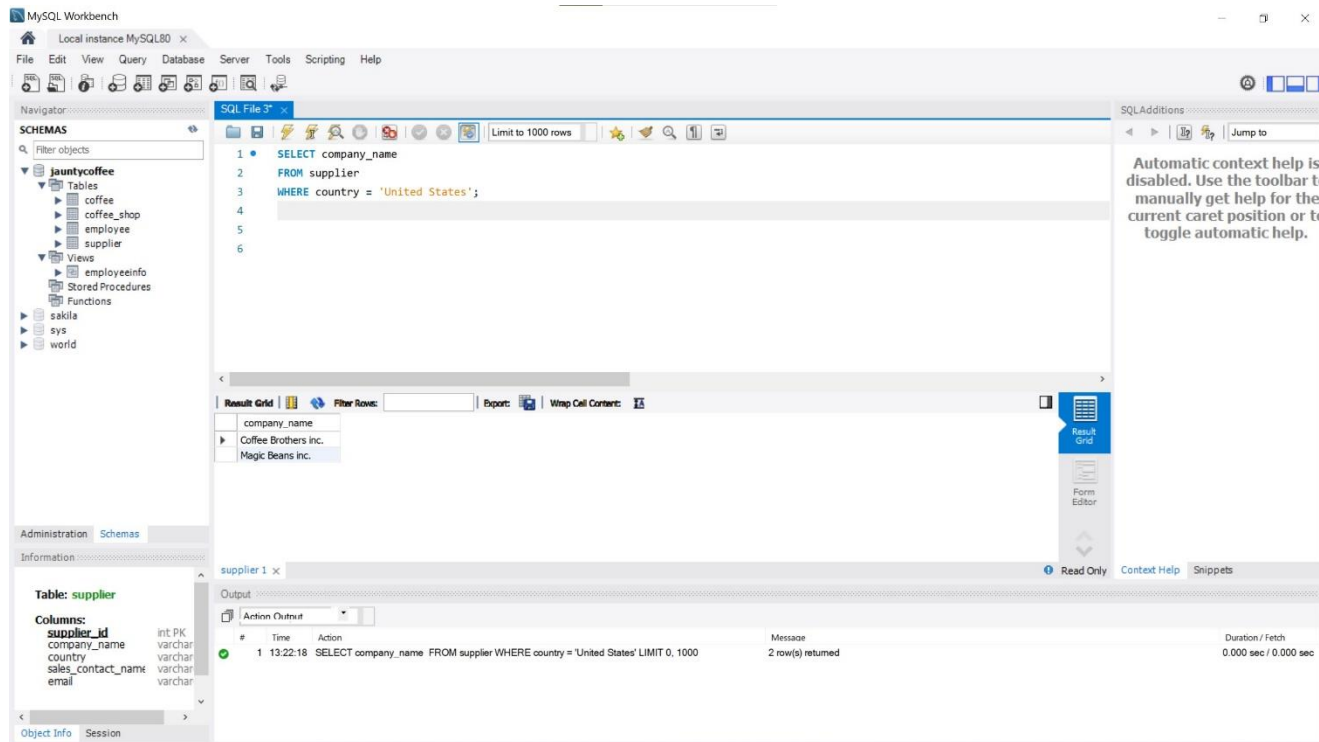 MySQL Workbench
Local instance MySQL80
File Edit View Query Database Server Tools Scripting Help
Navigator
SCHEMAS
Filter objects
jauntycoffee
Tables
coffee
coffee_shop
employee
supplier
Views
employeeinfo
Stored Procedures
Functions
sakila
sys
world
Administration Schemas
Information
Table: supplier
Columns:
supplier_id int PK
company_name varchar
country varchar
sales_contact_name varchar
email varchar
Object Info Session
SQL File 3*
Limit to 1000 rows
1 SELECT company_name
2 FROM supplier
3 WHERE country = 'United States';
4
5
6
Result Grid Filter Rows: Export: Wrap Cell Content:
company_name
Coffee Brothers inc.
Magic Beans inc.
Result
Grid
Form
Editor
supplier 1 Read Only
Output
Action Output
# Time Action Message Duration / Fetch
1 13:22:18 SELECT company_name FROM supplier WHERE country = 'United States' LIMIT 0, 1000 2 row(s) returned 0.000 sec / 0.000 sec
SQLAdditions
Jump to
Automatic context help is
disabled. Use the toolbar t
manually get help for the
current caret position or t
toggle automatic help.
Context Help Snippets